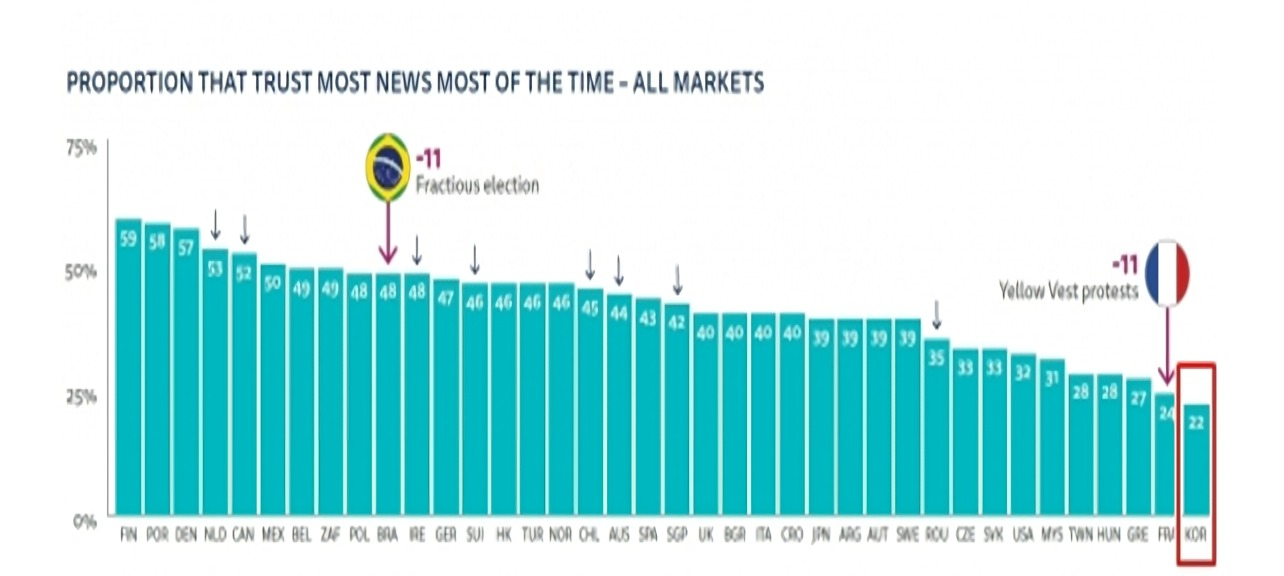 PROPORTION THAT TRUST MOST NEWS MOST OF THE TIME – ALL MARKETS
75%
-11
Fractious election
50%
-11
Yellow Vest protests
25%
0%
59 58 57 53 52 50 49 49 48 48 48 47 46 46 46 46 45 44 43 42 40 40 40 40 39 39 39 39 35 33 33 32 31 28 28 27 24 22
FIN POR DEN NLD CAN MEX BEL ZAF POL BRA IRE GER SUI HK TUR NOR CHL AUS SPA SGP UK BGR ITA CRO JPN ARG AUT SWE ROU CZE SVK USA MYS TWN HUN GRE FRA KOR